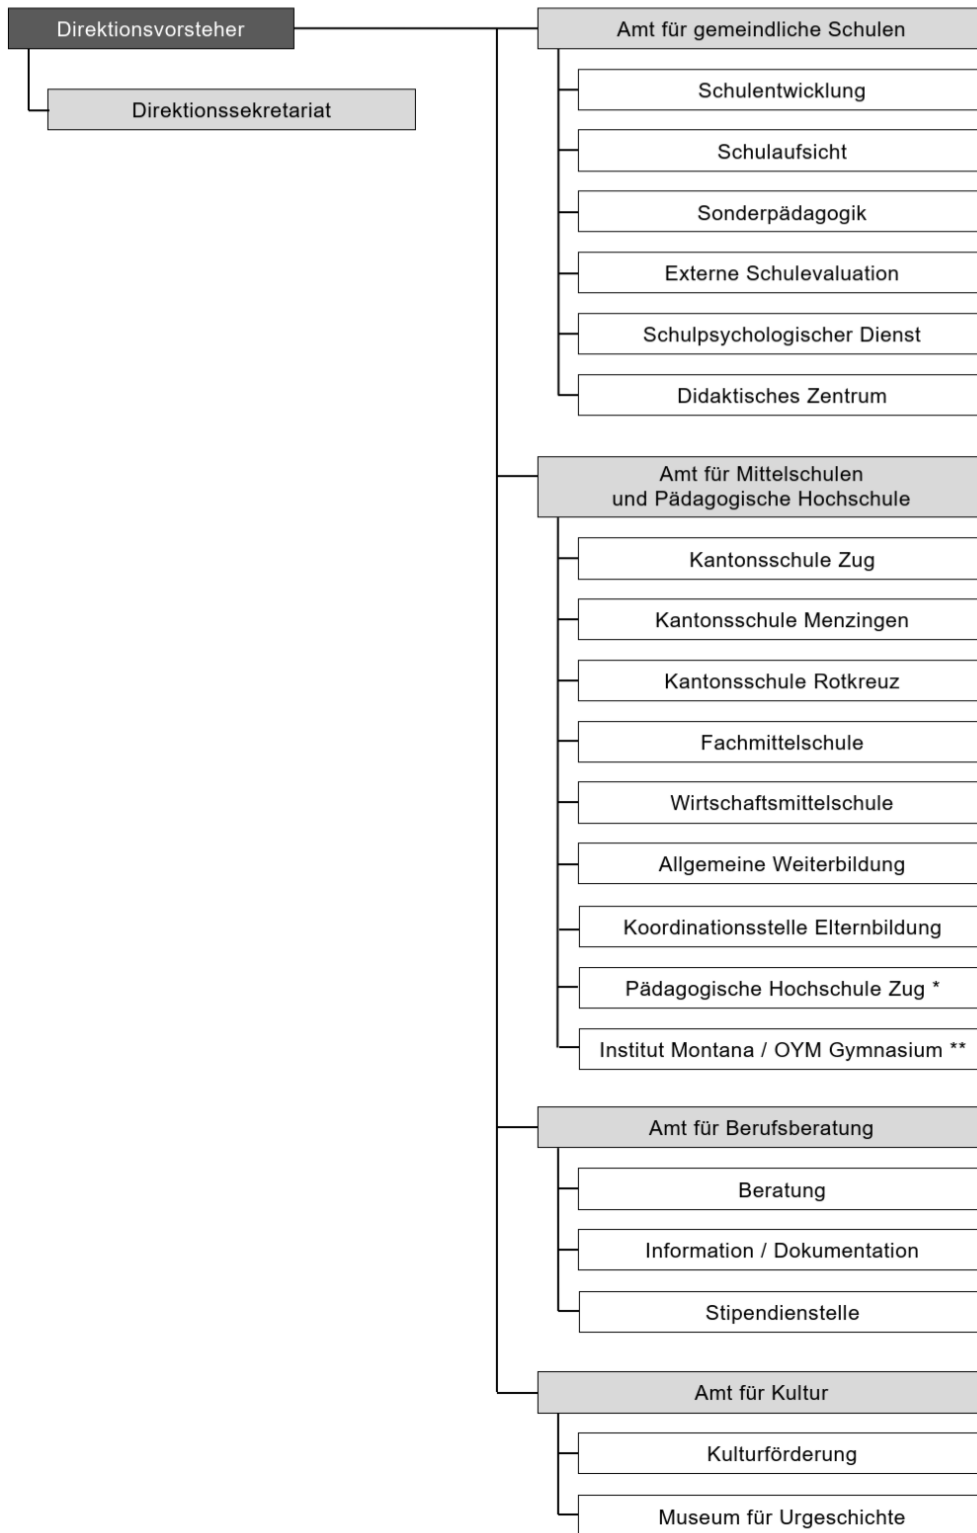 Direktionsvorsteher
Direktionssekretariat
Amt für gemeindliche Schulen
Schulentwicklung
Schulaufsicht
Sonderpädagogik
Externe Schulevaluation
Schulpsychologischer Dienst
Didaktisches Zentrum
Amt für Mittelschulen
und Pädagogische Hochschule
Kantonsschule Zug
Kantonsschule Menzingen
Kantonsschule Rotkreuz
Fachmittelschule
Wirtschaftsmittelschule
Allgemeine Weiterbildung
Koordinationsstelle Elternbildung
Pädagogische Hochschule Zug *
Institut Montana / OYM Gymnasium **
Amt für Berufsberatung
Beratung
Information / Dokumentation
Stipendienstelle
Amt für Kultur
Kulturförderung
Museum für Urgeschichte